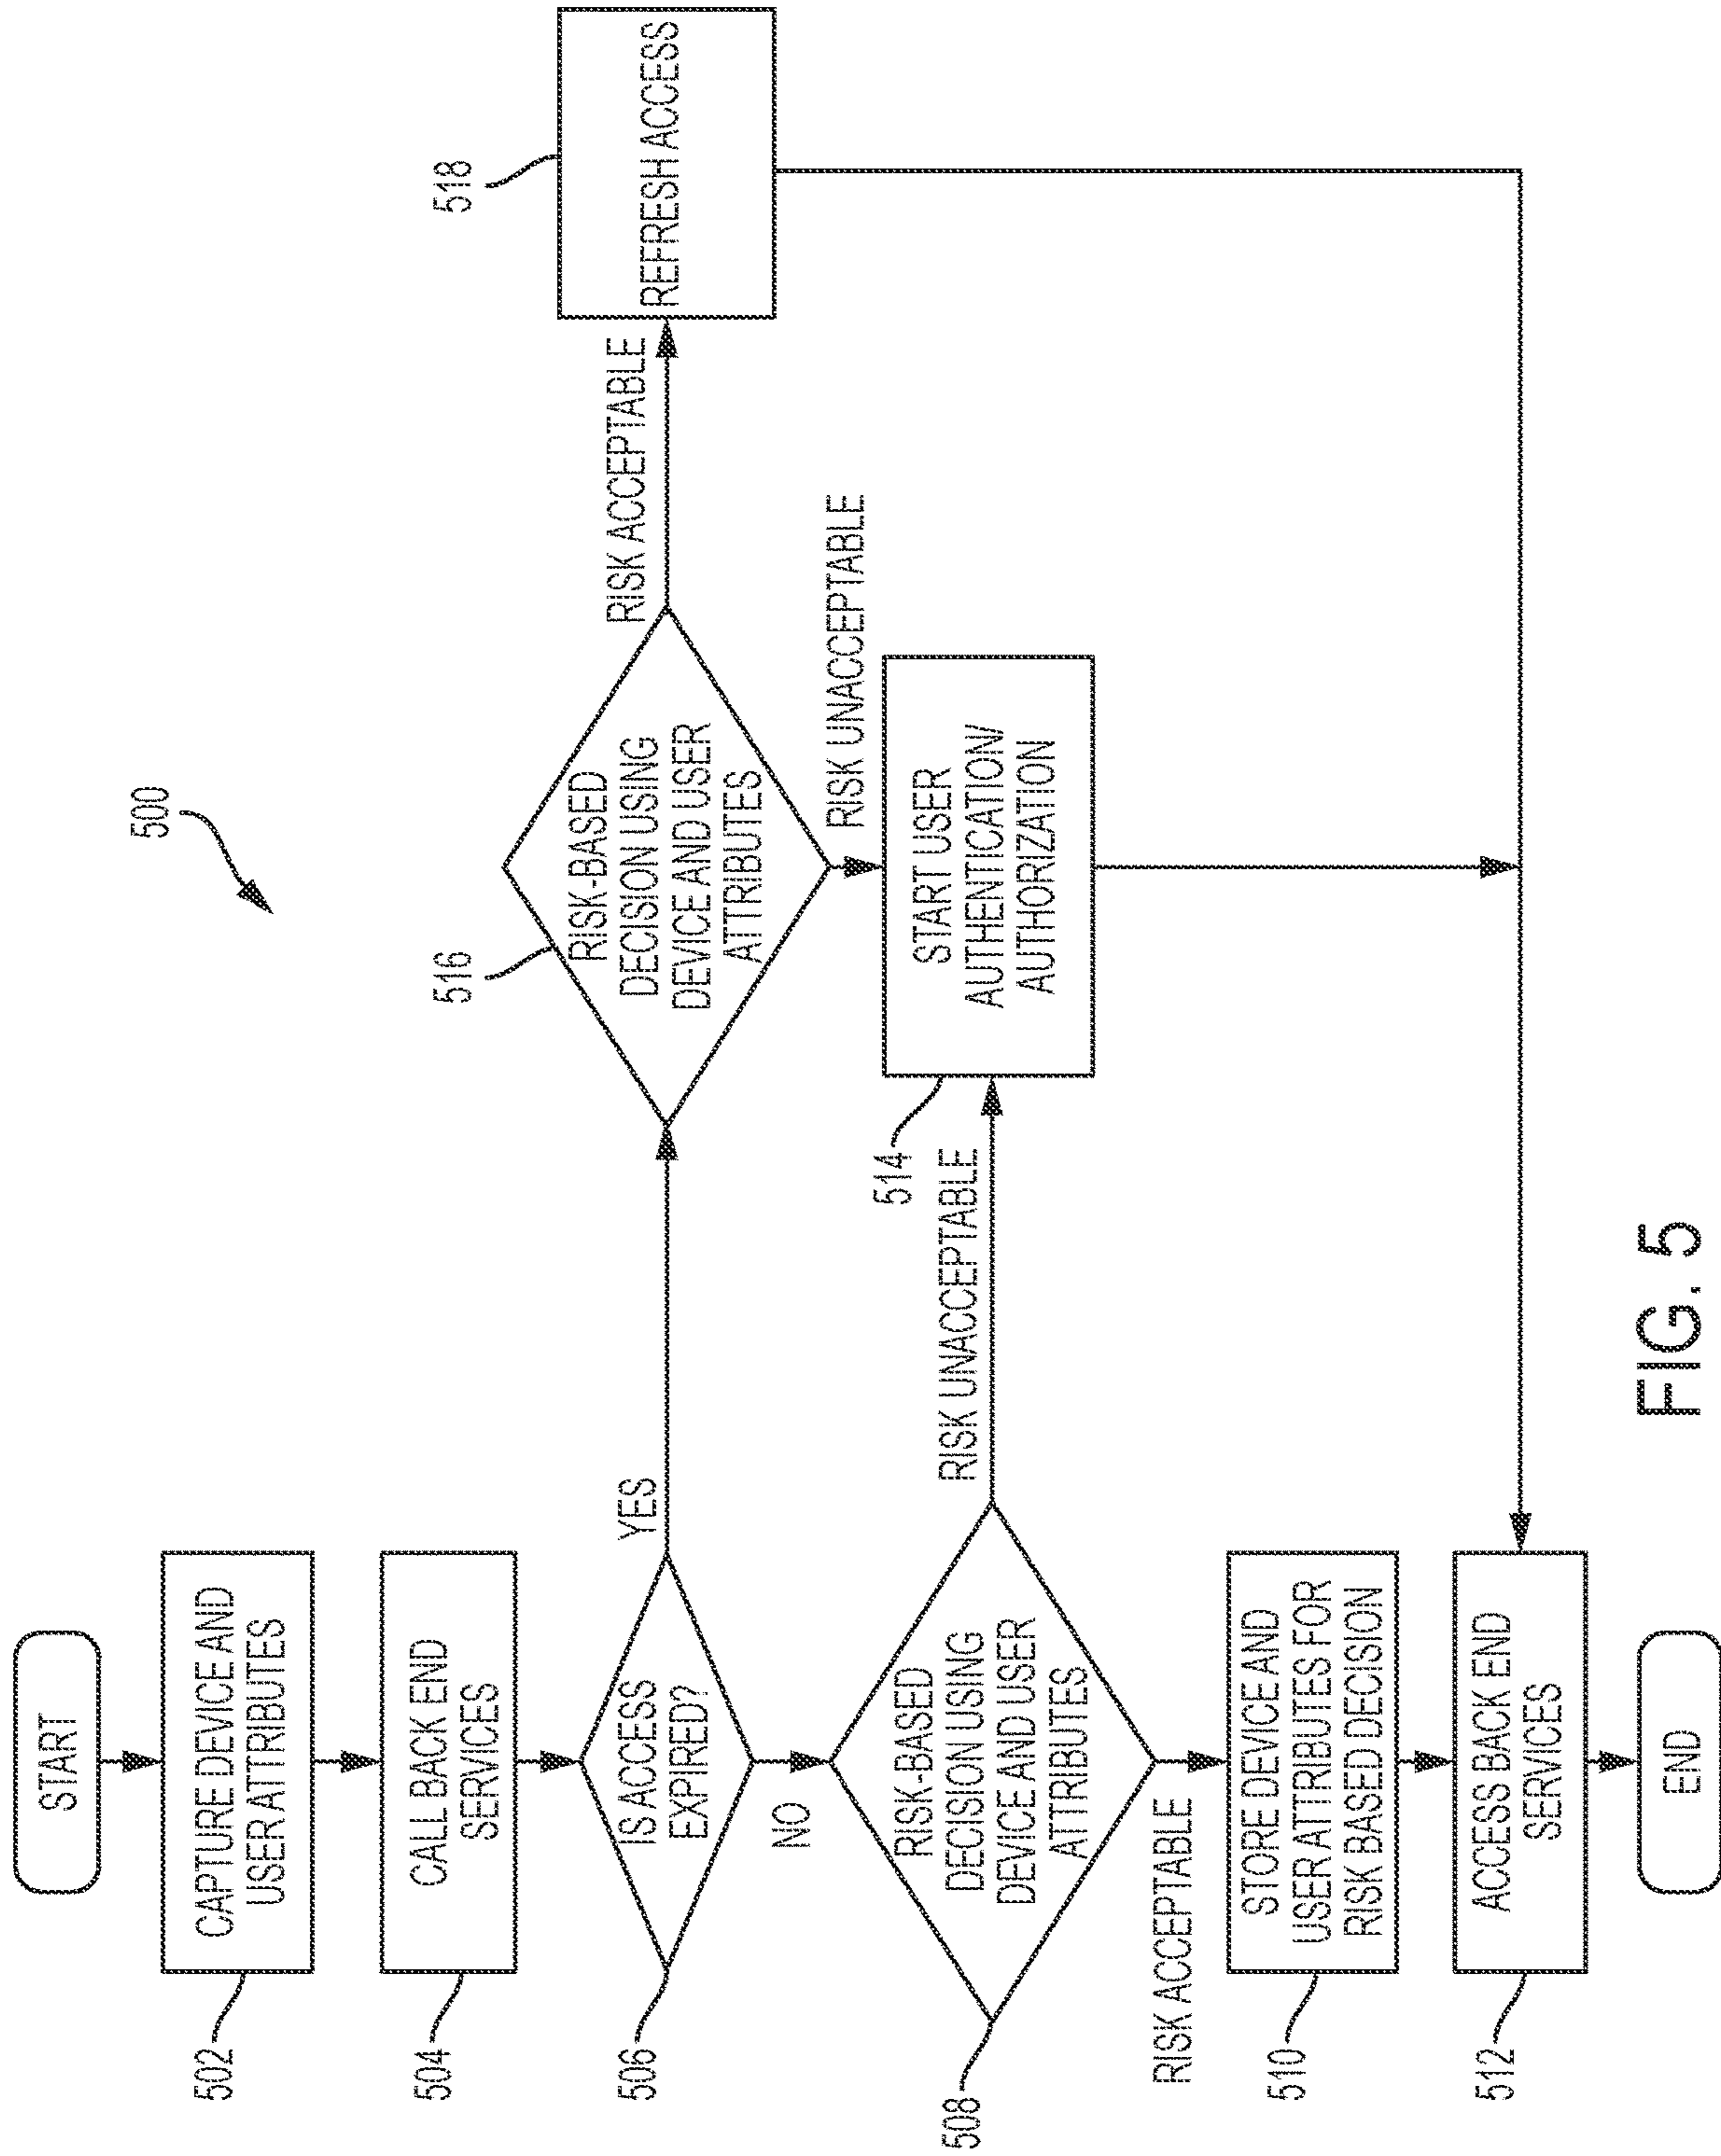 500
START
502
CAPTURE DEVICE AND
USER ATTRIBUTES
504
CALL BACK END
SERVICES
506
IS ACCESS
EXPIRED?
YES
NO
516
RISK-BASED
DECISION USING
DEVICE AND USER
ATTRIBUTES
RISK ACCEPTABLE
518
REFRESH ACCESS
RISK UNACCEPTABLE
508
RISK-BASED
DECISION USING
DEVICE AND USER
ATTRIBUTES
RISK UNACCEPTABLE
514
START USER
AUTHENTICATION/
AUTHORIZATION
RISK ACCEPTABLE
510
STORE DEVICE AND
USER ATTRIBUTES FOR
RISK BASED DECISION
512
ACCESS BACK END
SERVICES
END
FIG. 5